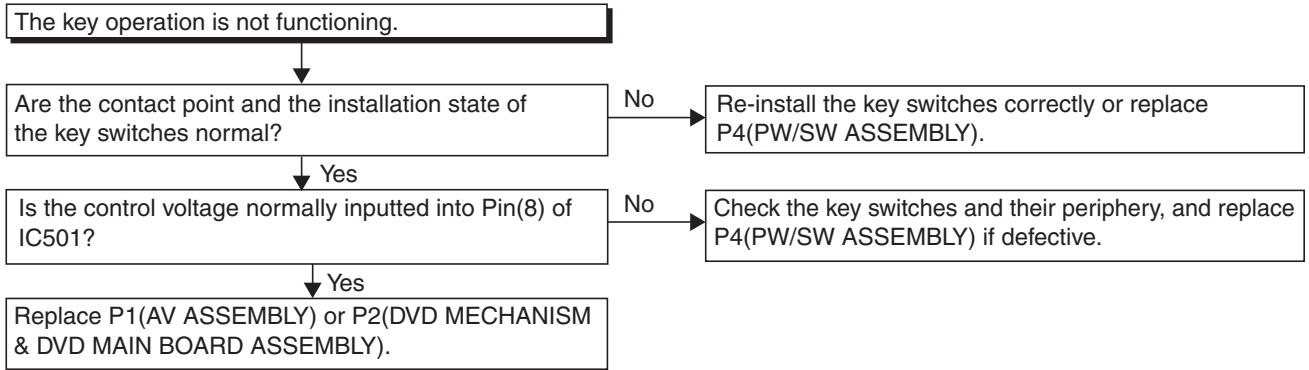 The key operation is not functioning.
Are the contact point and the installation state of
the key switches normal?
No
Re-install the key switches correctly or replace
P4(PW/SW ASSEMBLY).
Yes
Is the control voltage normally inputted into Pin(8) of
IC501?
No
Check the key switches and their periphery, and replace
P4(PW/SW ASSEMBLY) if defective.
Yes
Replace P1(AV ASSEMBLY) or P2(DVD MECHANISM
& DVD MAIN BOARD ASSEMBLY).